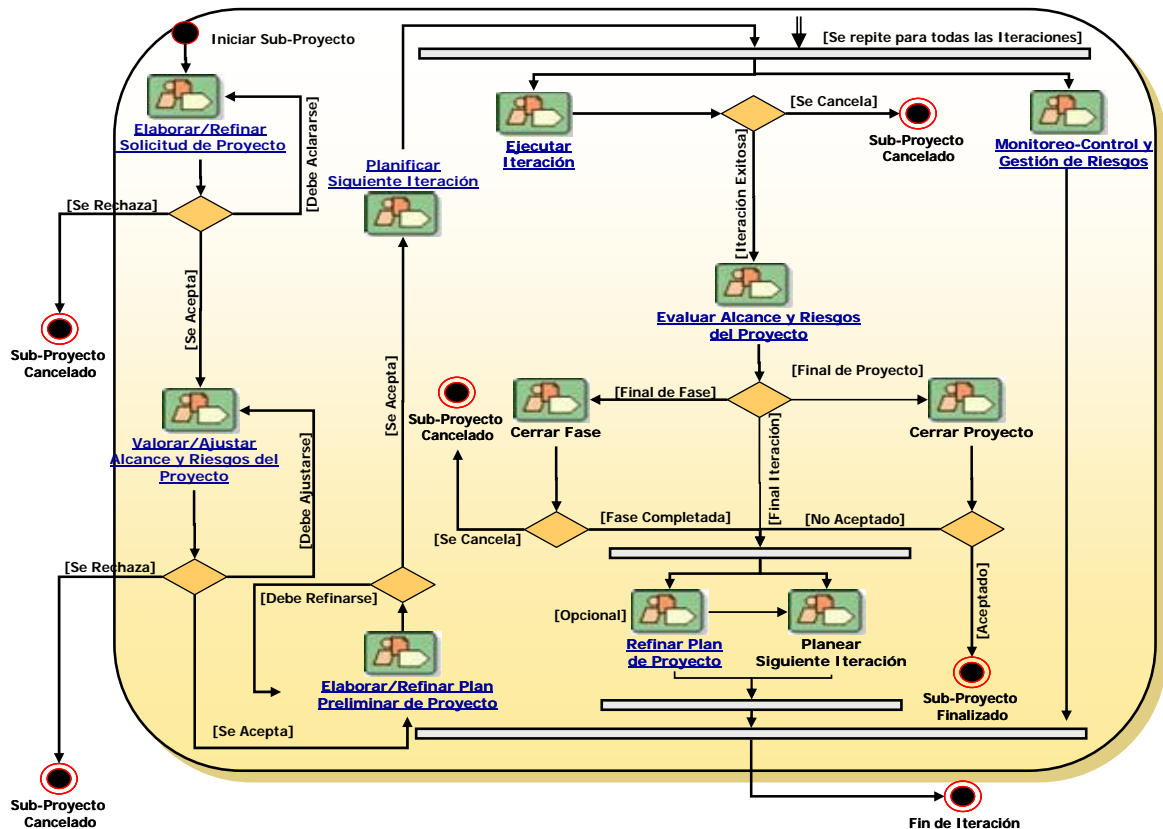 Iniciar Sub-Proyecto
[Se repite para todas las Iteraciones]
Elaborar/Refinar
Solicitud de Proyecto
[Debe Aclararse]
[Se Rechaza]
[Se Acepta]
Sub-Proyecto
Cancelado
Valorar/Ajustar
Alcance y Riesgos del
Proyecto
[Debe Ajustarse]
[Se Rechaza]
Sub-Proyecto
Cancelado
[Se Acepta]
Elaborar/Refinar Plan
Preliminar de Proyecto
[Debe Refinarse]
[Se Acepta]
Planificar
Siguiente Iteración
Ejecutar
Iteración
[Se Cancela]
Sub-Proyecto
Cancelado
Monitoreo-Control y
Gestión de Riesgos
[Iteración Exitosa]
Evaluar Alcance y Riesgos
del Proyecto
[Final de Fase]
[Final de Proyecto]
[Final Iteración]
Sub-Proyecto
Cancelado
Cerrar Fase
Cerrar Proyecto
[Se Cancela]
[Fase Completada]
[No Aceptado]
[Aceptado]
[Opcional]
Refinar Plan
de Proyecto
Planear
Siguiente Iteración
Sub-Proyecto
Finalizado
Fin de Iteración